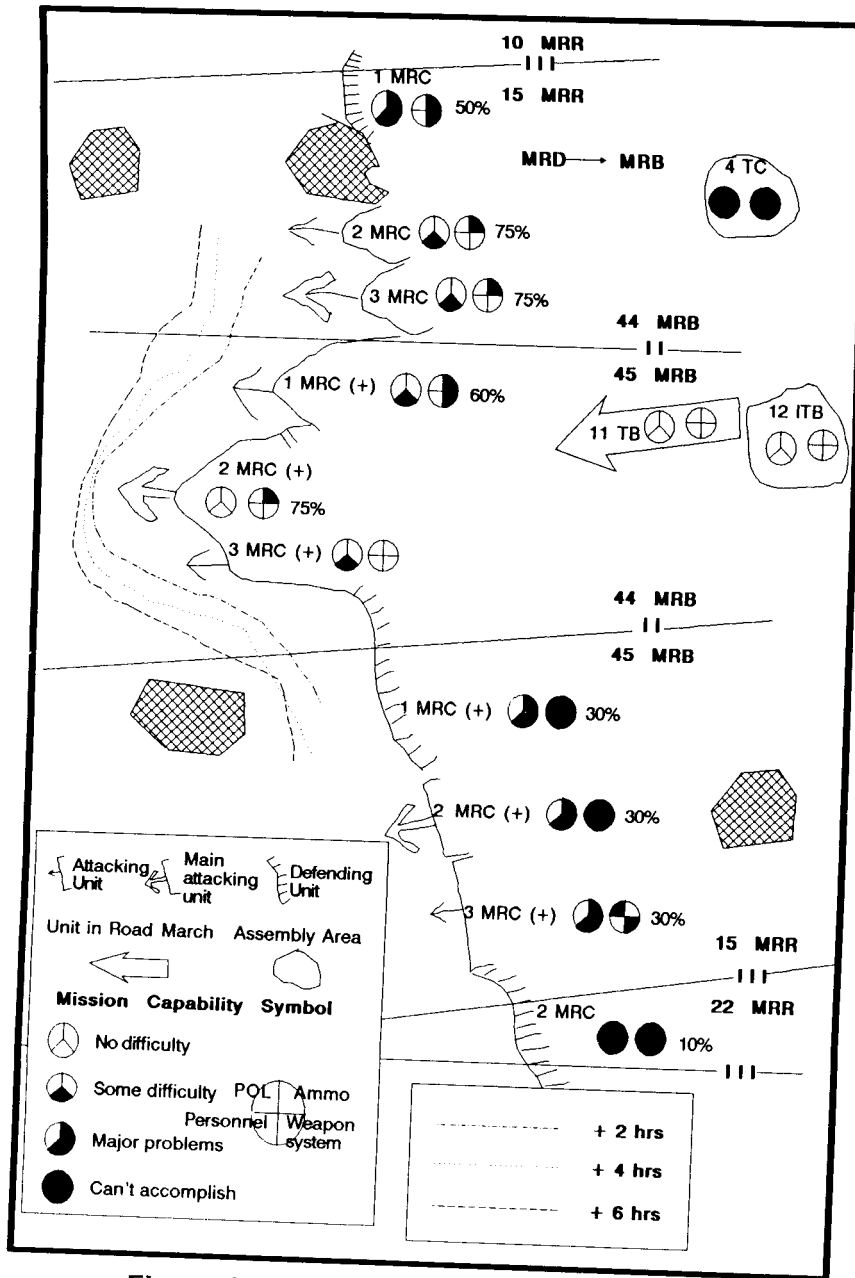 10 MRR
1 MRC
50%
15 MRR
MRD MRB
4 TC
2 MRC 75%
3 MRC 75%
44 MRB
45 MRB
1 MRC (+) 60%
11 TB
12 ITB
2 MRC (+)
75%
3 MRC (+)
44 MRB
45 MRB
1 MRC (+) 30%
2 MRC (+) 30%
3 MRC (+) 30%
15 MRR
22 MRR
2 MRC
10%
Attacking
Unit
Main
attacking
unit
Defending
Unit
Unit in Road March
Assembly Area
Mission Capability Symbol
No difficulty
Some difficulty
Major problems
Can't accomplish
POL Ammo
Personnel Weapon
system
+ 2 hrs
+ 4 hrs
+ 6 hrs